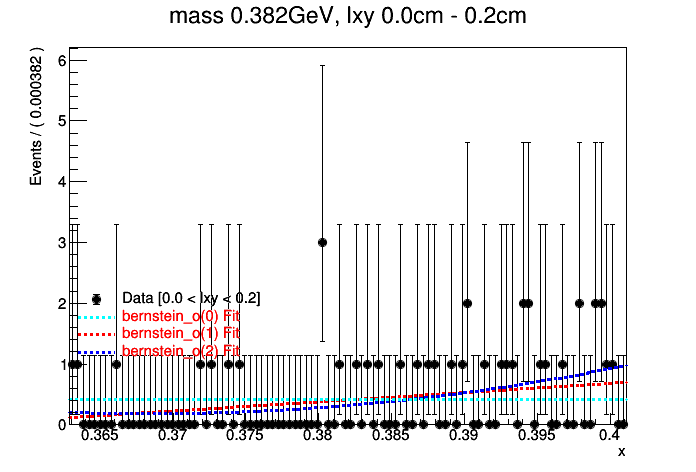 mass 0.382GeV, lxy 0.0cm - 0.2cm
Events / ( 0.000382 )
6
5
4
3
2
1
0
Data [0.0 < lxy < 0.2]
bernstein_o(0) Fit
bernstein_o(1) Fit
bernstein_o(2) Fit
0.365 0.37 0.375 0.38 0.385 0.39 0.395 0.4
x